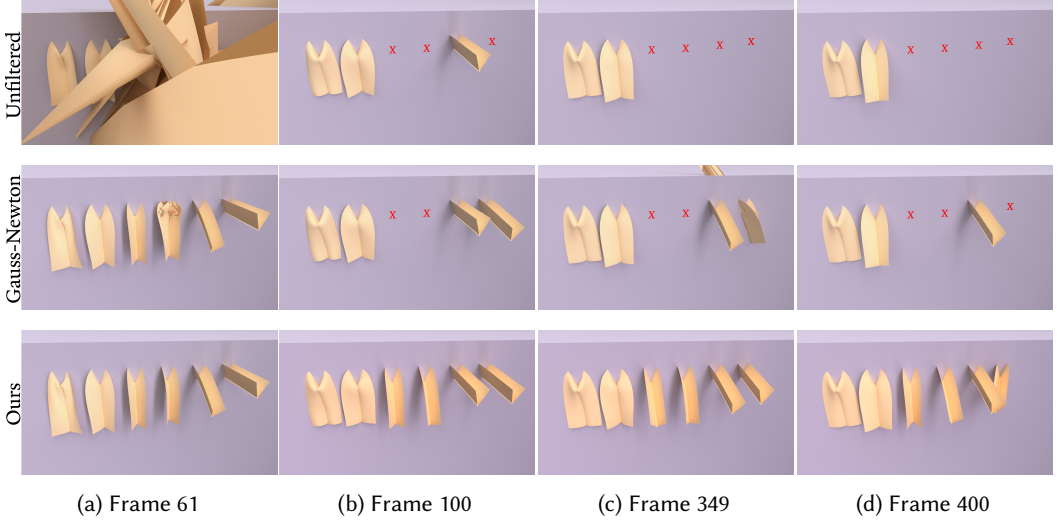 Unfiltered
x x x
x x x x
x x x x
Gauss-Newton
x x
x x
x x x
Ours
(a) Frame 61
(b) Frame 100
(c) Frame 349
(d) Frame 400